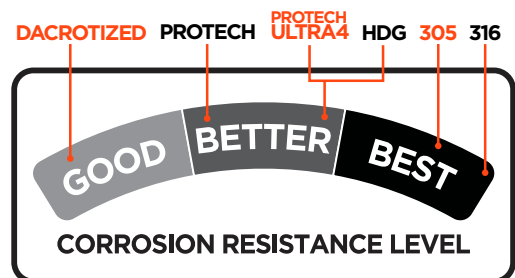 DACROTIZED PROTECH PROTECH ULTRA4 HDG 305 316
GOOD BETTER BEST
CORROSION RESISTANCE LEVEL